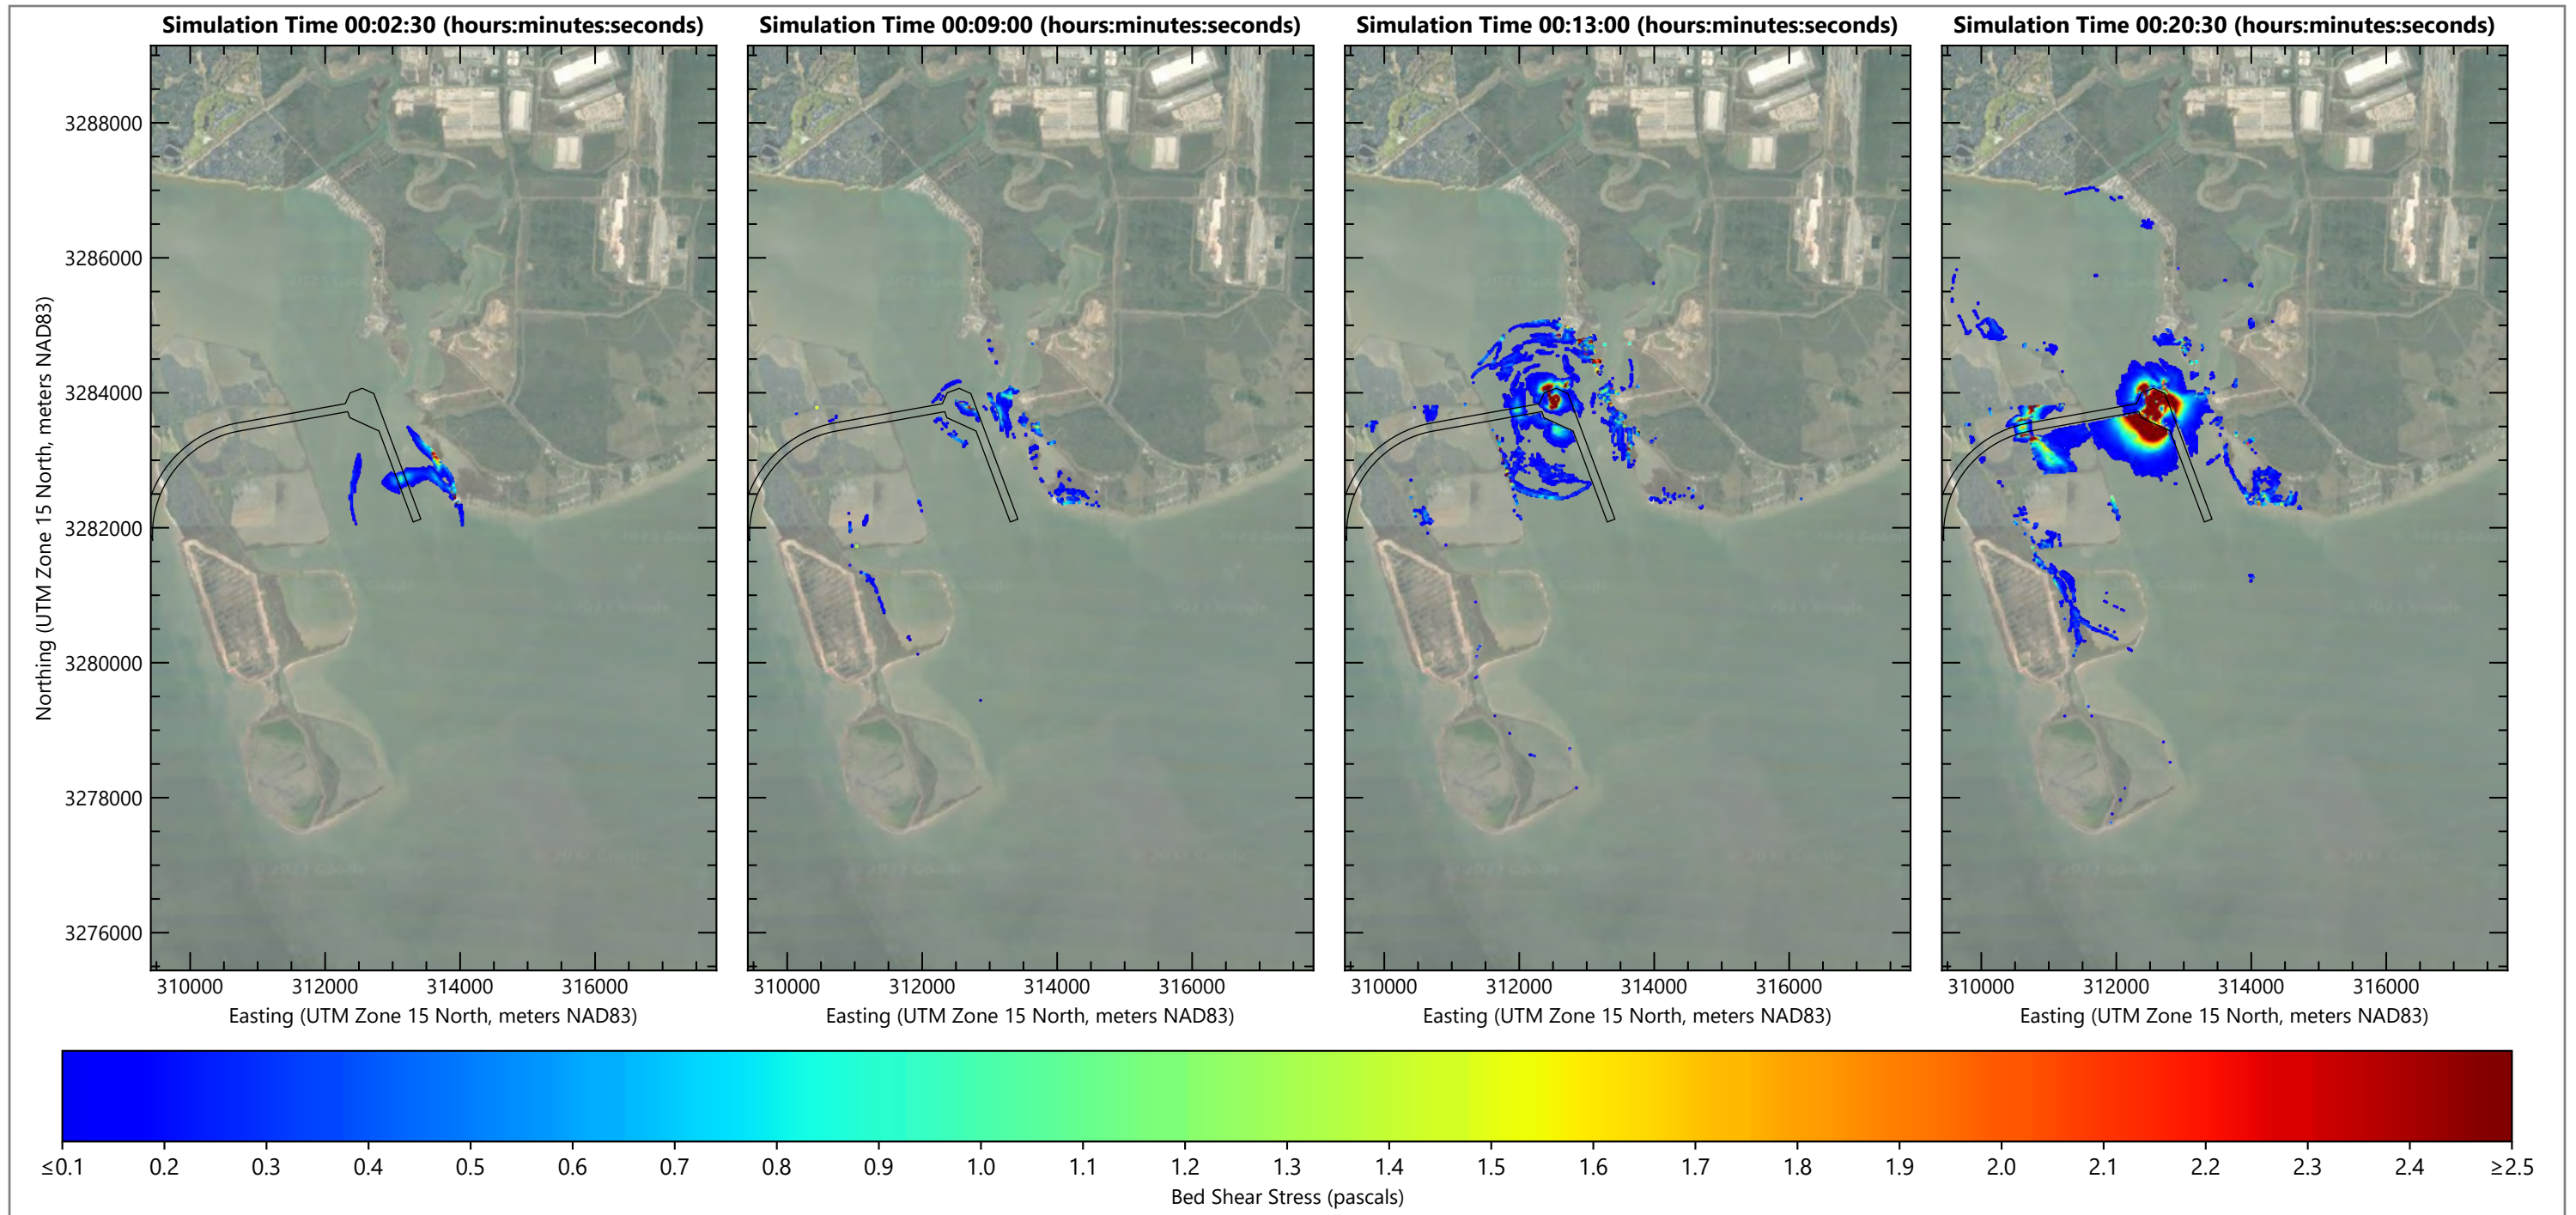 Simulation Time 00:02:30 (hours:minutes:seconds)
Simulation Time 00:09:00 (hours:minutes:seconds)
Simulation Time 00:13:00 (hours:minutes:seconds)
Simulation Time 00:20:30 (hours:minutes:seconds)
Northing (UTM Zone 15 North, meters NAD83)
3288000
3286000
3284000
3282000
3280000
3278000
3276000
310000 312000 314000 316000
310000 312000 314000 316000
310000 312000 314000 316000
310000 312000 314000 316000
Easting (UTM Zone 15 North, meters NAD83)
Easting (UTM Zone 15 North, meters NAD83)
Easting (UTM Zone 15 North, meters NAD83)
Easting (UTM Zone 15 North, meters NAD83)
≤0.1 0.2 0.3 0.4 0.5 0.6 0.7 0.8 0.9 1.0 1.1 1.2 1.3 1.4 1.5 1.6 1.7 1.8 1.9 2.0 2.1 2.2 2.3 2.4 ≥2.5
Bed Shear Stress (pascals)